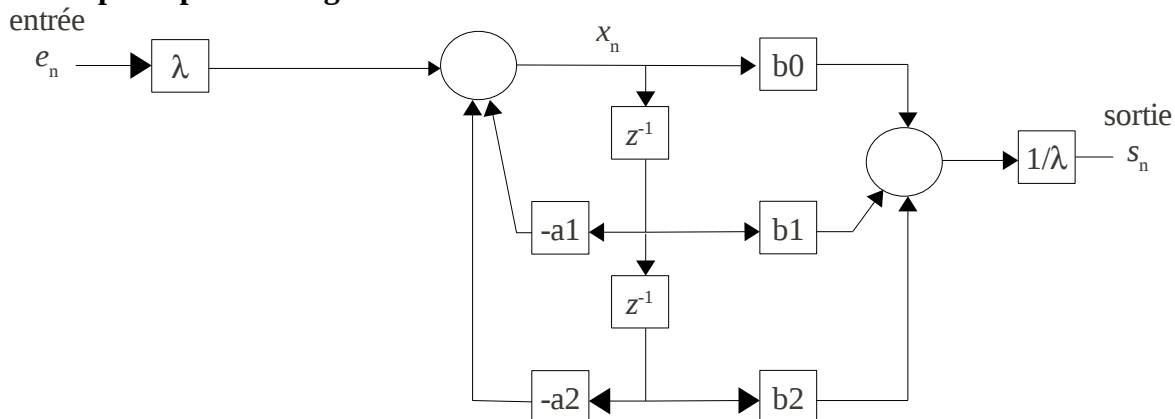 entrée
e_n
λ
x_n
b0
z⁻¹
sortie
s_n
1/λ
-a1
b1
z⁻¹
-a2
b2